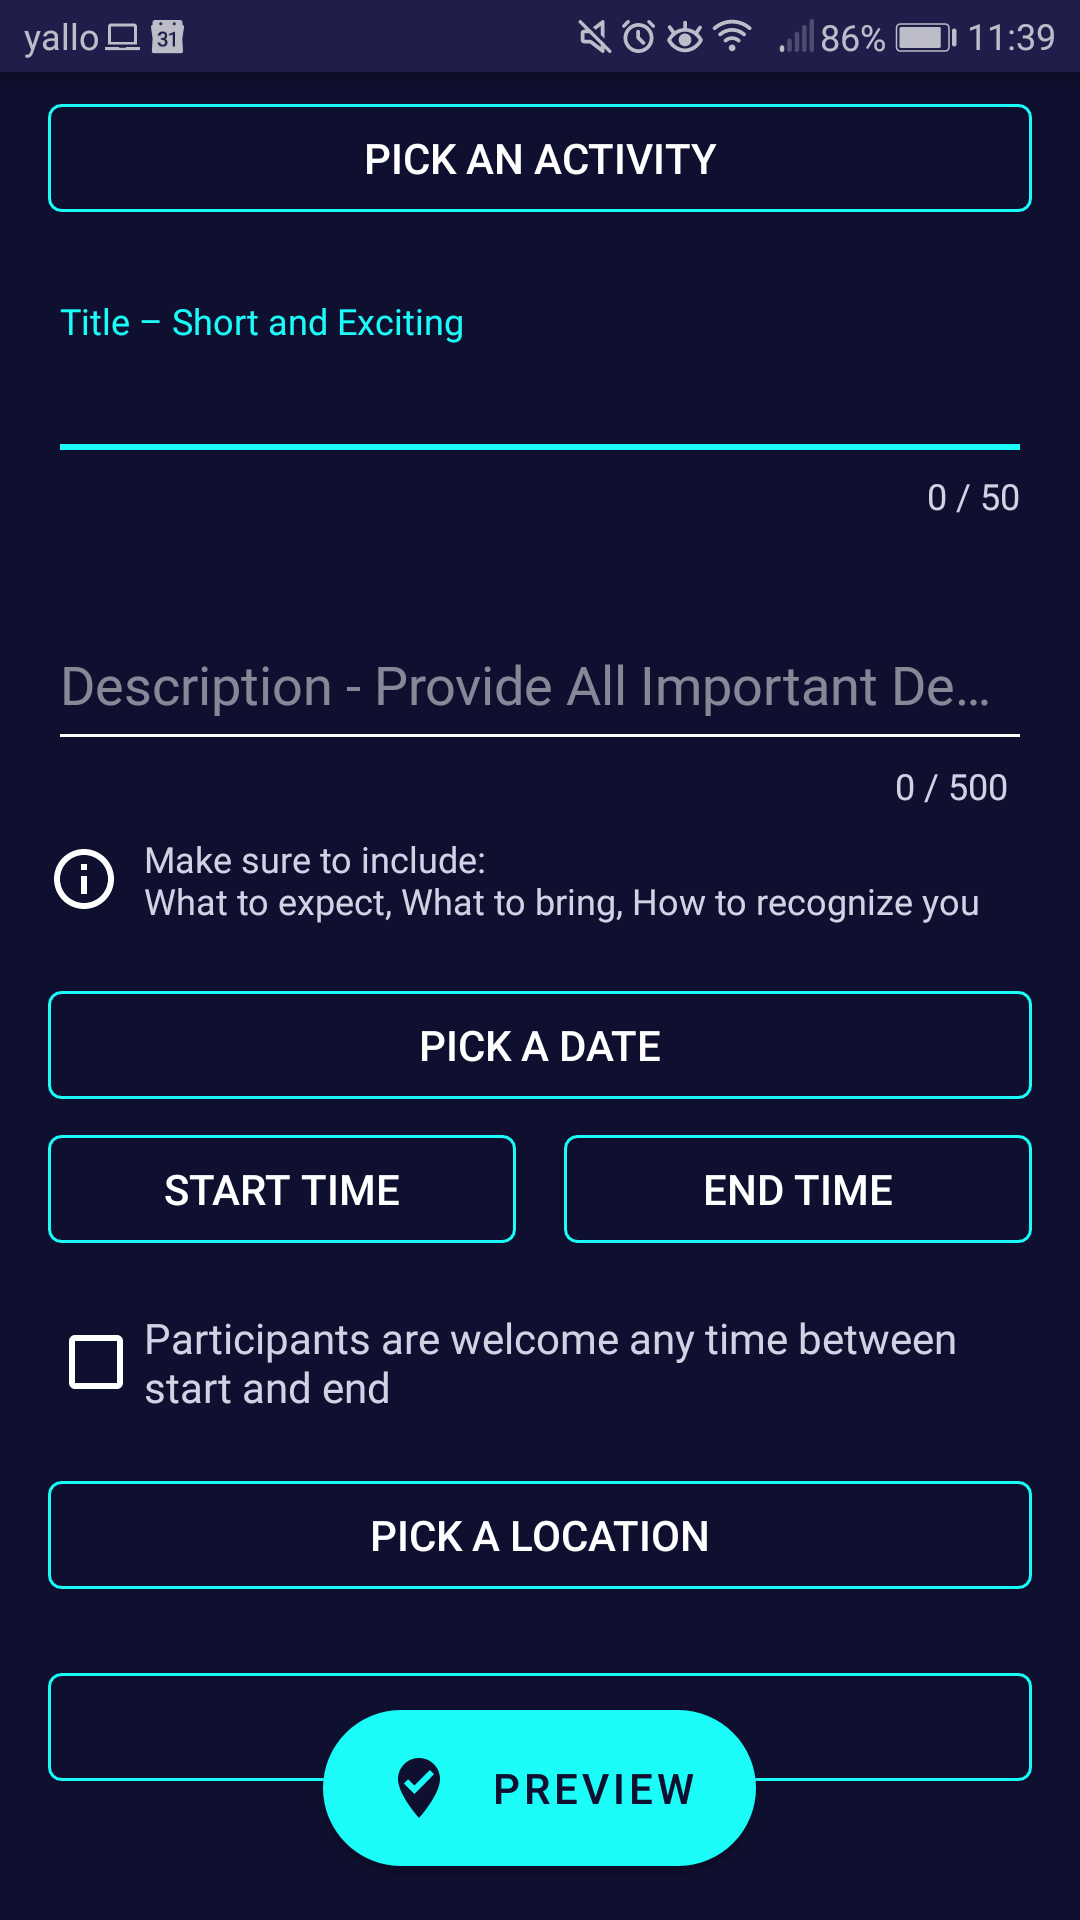 yallo 31 86% 11:39
PICK AN ACTIVITY
Title – Short and Exciting
0 / 50
Description - Provide All Important De...
0 / 500
Make sure to include:
What to expect, What to bring, How to recognize you
PICK A DATE
START TIME END TIME
Participants are welcome any time between
start and end
PICK A LOCATION
PREVIEW